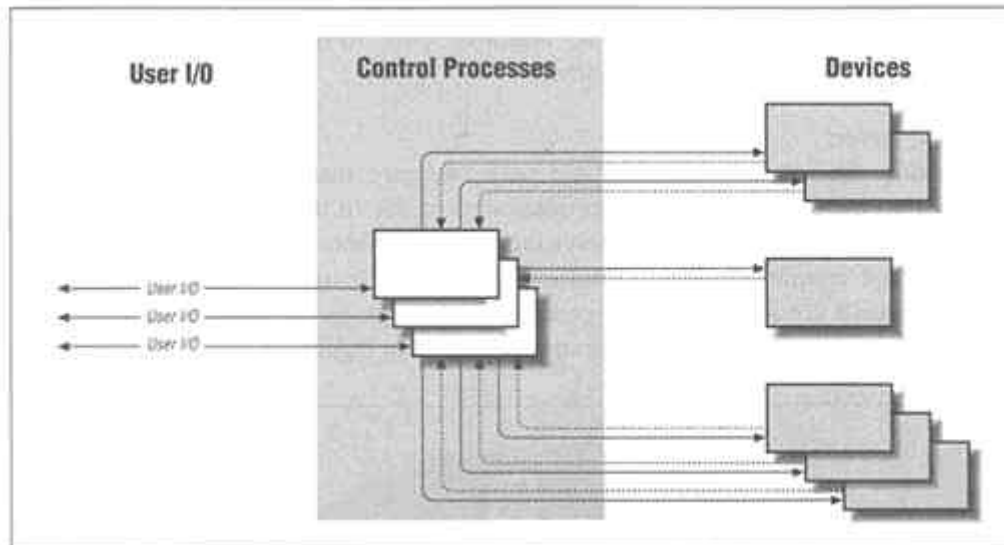 User I/O
Control Processes
Devices
User I/O
User I/O
User I/O